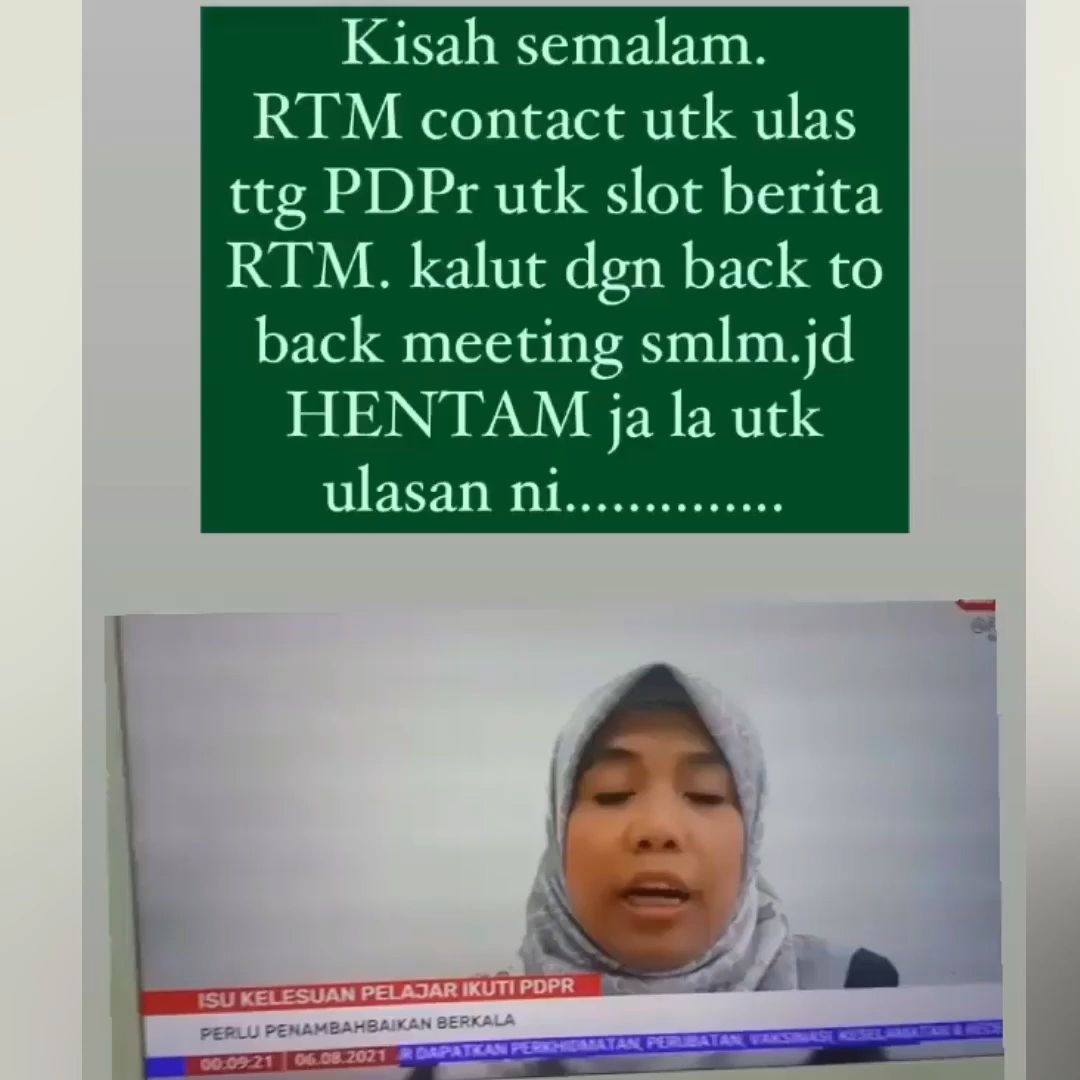 Kisah semalam.
RTM contact utk ulas
ttg PDPr utk slot berita
RTM. kalut dgn back to
back meeting smlm.jd
HENTAM ja la utk
ulasan ni..............
ISU KELESUAN PELAJAR IKUTI PDPR
PERLU PENAMBAHBAIKAN BERKALA
00:09:21 06.08.2021 R DAPATKAN PERKHIDMATAN, PERUBATAN, VAKSINASI, KUSELAMATAN &